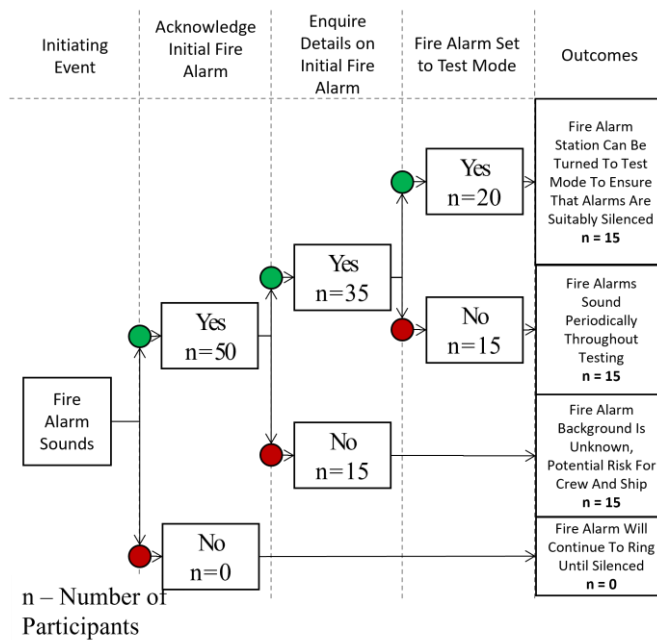 Initiating
Event
Acknowledge
Initial Fire
Alarm
Enquire
Details on
Initial Fire
Alarm
Fire Alarm Set
to Test Mode
Outcomes
Fire Alarm
Station Can Be
Turned To Test
Mode To Ensure
That Alarms Are
Suitably Silenced
n = 15
Yes
n=20
Yes
n=35
No
n=15
Fire Alarms
Sound
Periodically
Throughout
Testing
n = 15
Yes
n=50
Fire
Alarm
Sounds
No
n=15
Fire Alarm
Background Is
Unknown,
Potential Risk For
Crew And Ship
n = 15
No
n=0
Fire Alarm Will
Continue To Ring
Until Silenced
n = 0
n – Number of
Participants